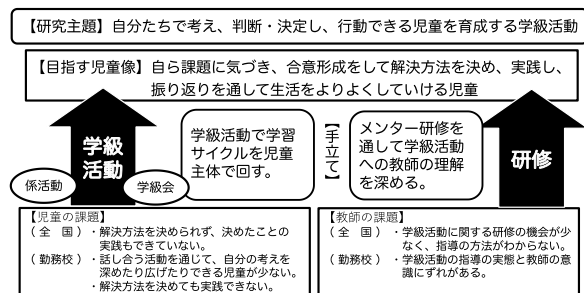 【研究主題】自分たちで考え、判断・決定し、行動できる児童を育成する学級活動
【目指す児童像】自ら課題に気づき、合意形成をして解決方法を決め、実践し、
振り返りを通して生活をよりよくしていける児童
学級
活動
係活動
学級会
学級活動で学習
サイクルを児童
主体で回す。
【手立て】
メンター研修を
通して学級活動
への教師の理解
を深める。
研修
【児童の課題】
（全　国）・解決方法を決められず、決めたことの
実践もできていない。
（勤務校）・話し合う活動を通じて、自分の考えを
深めたり広げたりできる児童が少ない。
・解決方法を決めても実践できない。
【教師の課題】
（全　国）・学級活動に関する研修の機会が少
なく、指導の方法がわからない。
（勤務校）・学級活動の指導の実態と教師の意
識にずれがある。